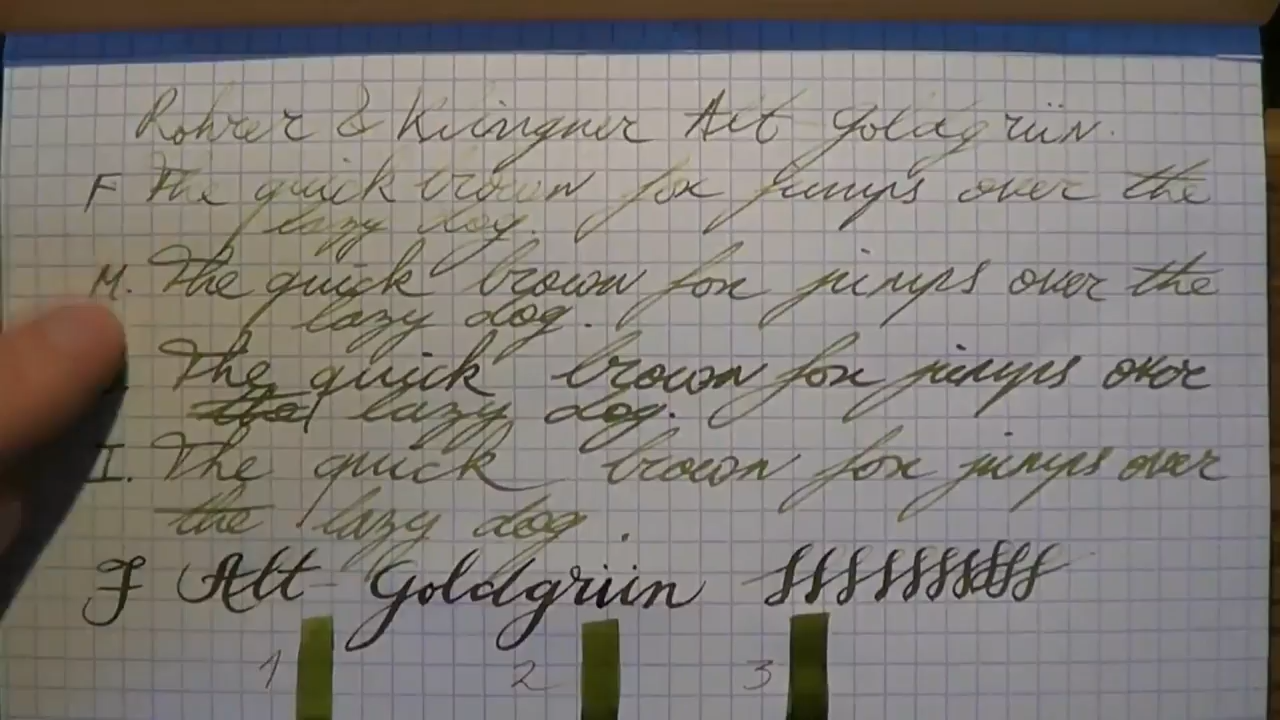 Rohrer & Klingner Alt Goldgrün.
F The quick brown fox jumps over the
lazy dog.
M. The quick brown fox jumps over the
lazy dog.
The quick brown fox jumps over
the lazy dog.
I. The quick brown fox jumps over
the lazy dog.
F Alt-Goldgrün fffffffffff
1 2 3